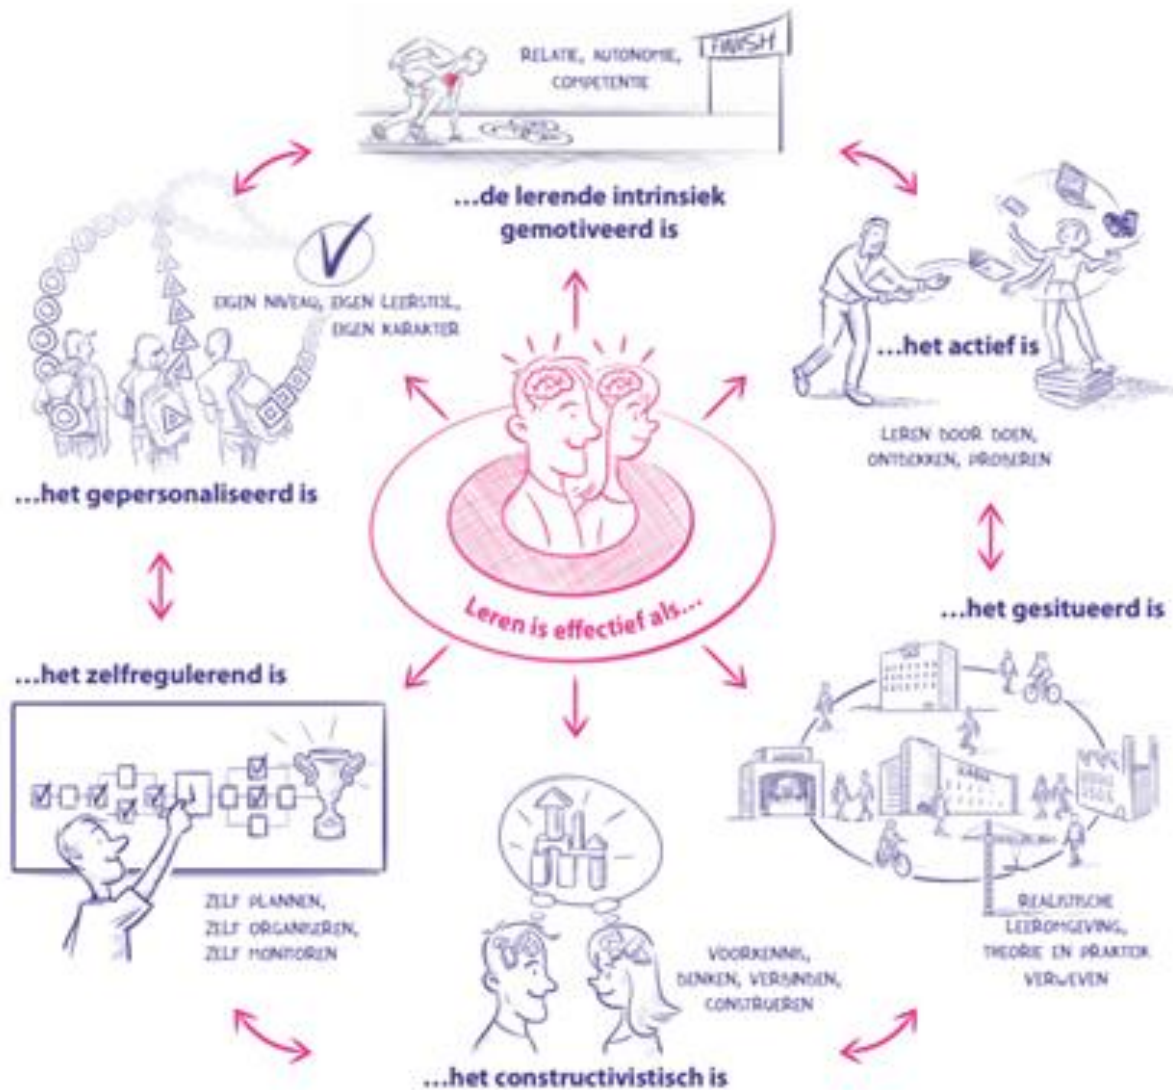 FINISH
RELATIE, AUTONOMIE,
COMPETENTIE
...de lerende intrinsiek
gemotiveerd is
EIGEN NIVEAU, EIGEN LEERSTIJL,
EIGEN KARAKTER
...het gepersonaliseerd is
...het actief is
LEREN DOOR DOEN,
ONTDEKKEN, PROBEREN
Leren is effectief als...
...het gesitueerd is
REALISTISCHE
LEEROMGEVING,
THEORIE EN PRAKTIJK
VERWEVEN
...het zelfregulerend is
ZELF PLANNEN,
ZELF ORGANISEREN,
ZELF MONITOREN
VOORKENNIS,
DENKEN, VERBINDEN,
CONSTRUEREN
...het constructivistisch is